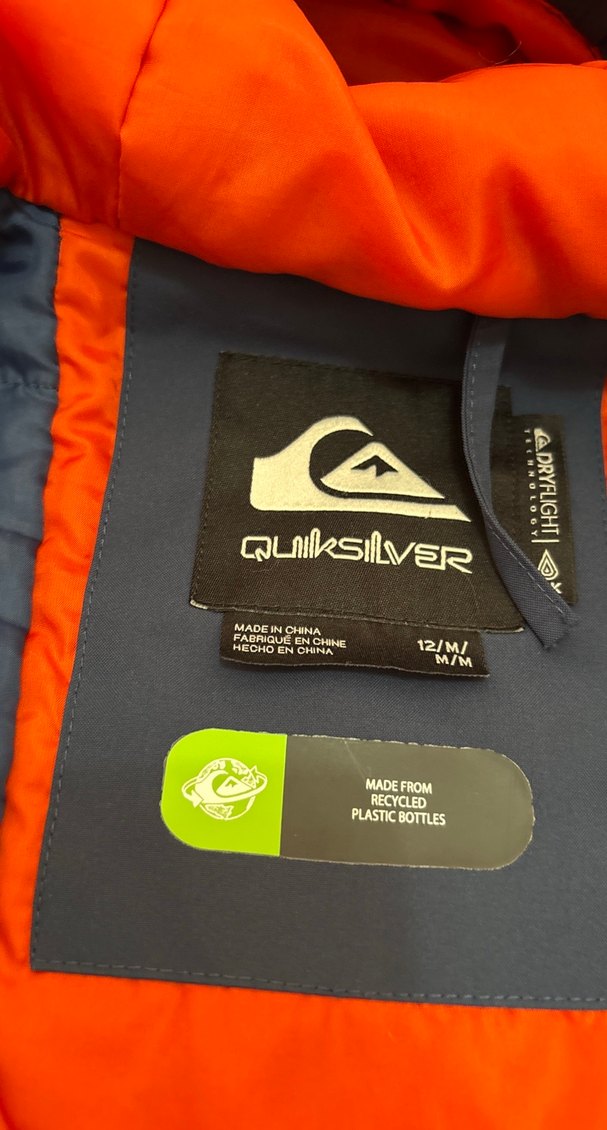 QUIKSILVER
MADE IN CHINA
FABRIQUÉ EN CHINE
HECHO EN CHINA
12/M/
M/M
DRYFLIGHT
TECHNOLOGY
MADE FROM
RECYCLED
PLASTIC BOTTLES